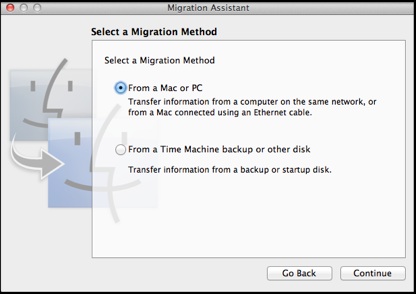 Migration Assistant
Select a Migration Method
Select a Migration Method
From a Mac or PC
Transfer information from a computer on the same network, or
from a Mac connected using an Ethernet cable.
From a Time Machine backup or other disk
Transfer information from a backup or startup disk.
Go Back
Continue